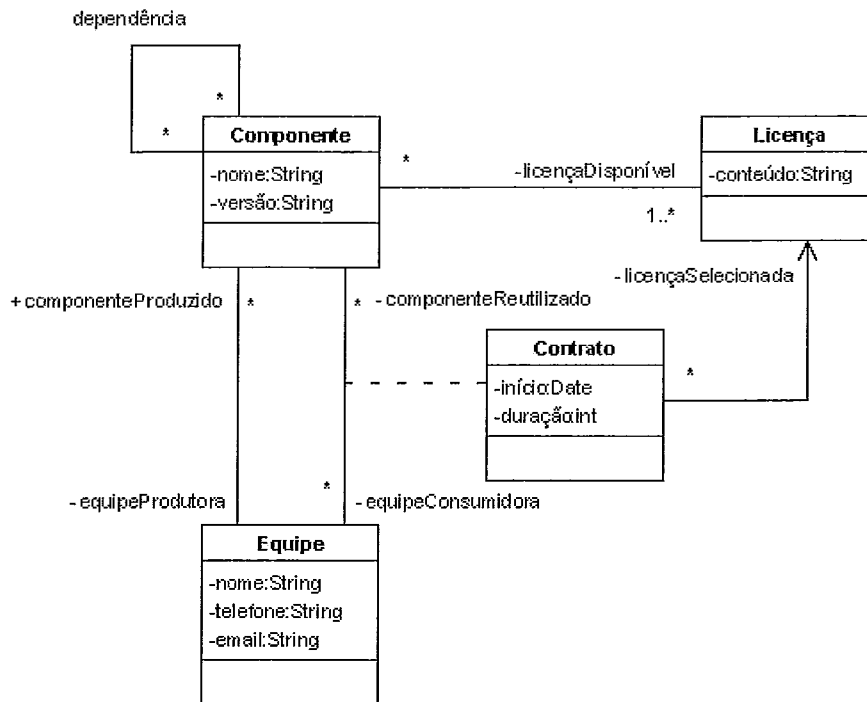 dependência
*
*
Componente
-nome:String
-versão:String
*
-licençaDisponível
1..*
Licença
-conteúdo:String
-licençaSelecionada
+componenteProduzido
*
*
-componenteReutilizado
Contrato
-início:Date
-duração:int
*
-equipeProdutora
*
-equipeConsumidora
Equipe
-nome:String
-telefone:String
-email:String